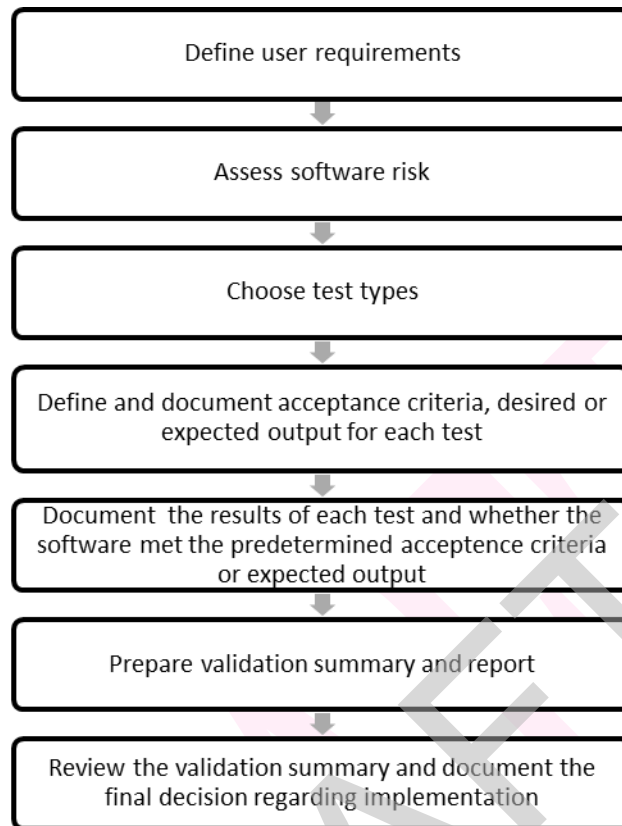 Define user requirements
Assess software risk
Choose test types
Define and document acceptance criteria, desired or
expected output for each test
Document the results of each test and whether the
software met the predetermined acceptence criteria
or expected output
Prepare validation summary and report
Review the validation summary and document the
final decision regarding implementation